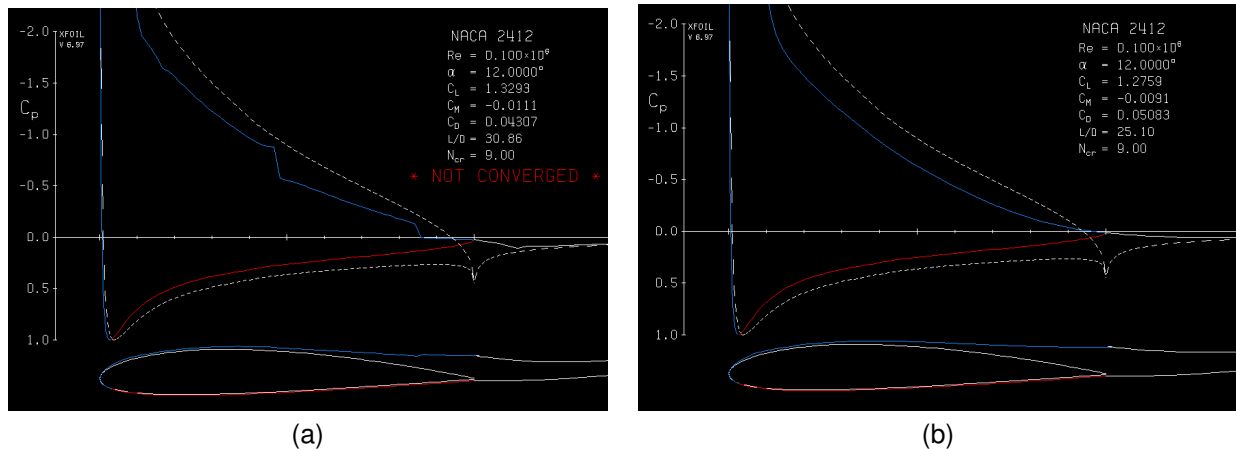 -2.0
XFOIL
V 6.97
NACA 2412
Re = 0.100×10⁶
α = 12.0000°
-1.5
C_L = 1.3293
C_M = -0.0111
C_P
C_D = 0.04307
-1.0
L/D = 30.86
N_cr = 9.00
-0.5
* NOT CONVERGED *
0.0
0.5
1.0
(a)
-2.0
XFOIL
V 6.97
NACA 2412
Re = 0.100×10⁶
α = 12.0000°
-1.5
C_L = 1.2759
C_M = -0.0091
C_P
C_D = 0.05083
-1.0
L/D = 25.10
N_cr = 9.00
-0.5
0.0
0.5
1.0
(b)